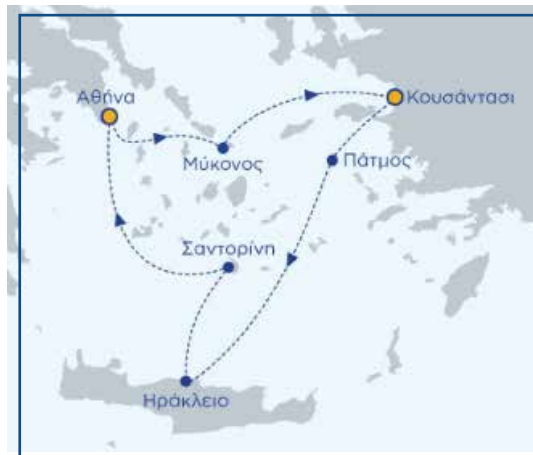 Αθήνα
Κουσάντασι
Μύκονος
Πάτμος
Σαντορίνη
Ηράκλειο